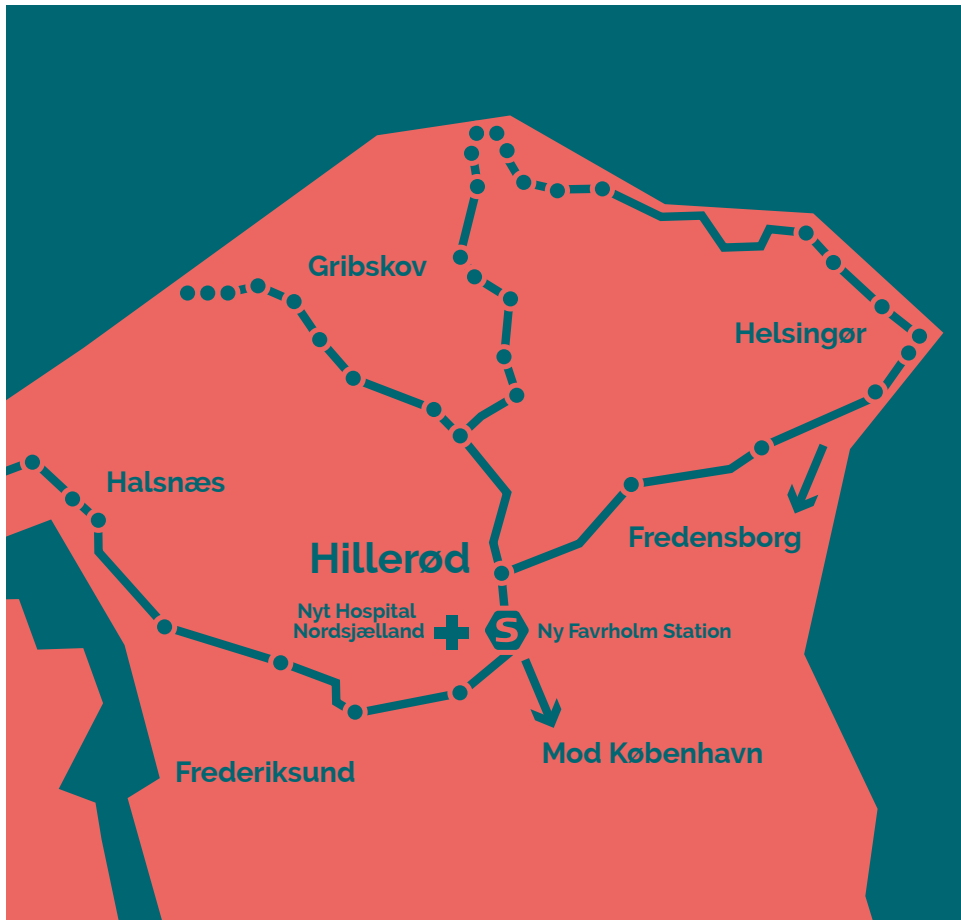 Gribskov
Helsingør
Halsnæs
Fredensborg
Hillerød
Nyt Hospital
Nordsjælland
S
Ny Favrholm Station
Mod København
Frederiksund